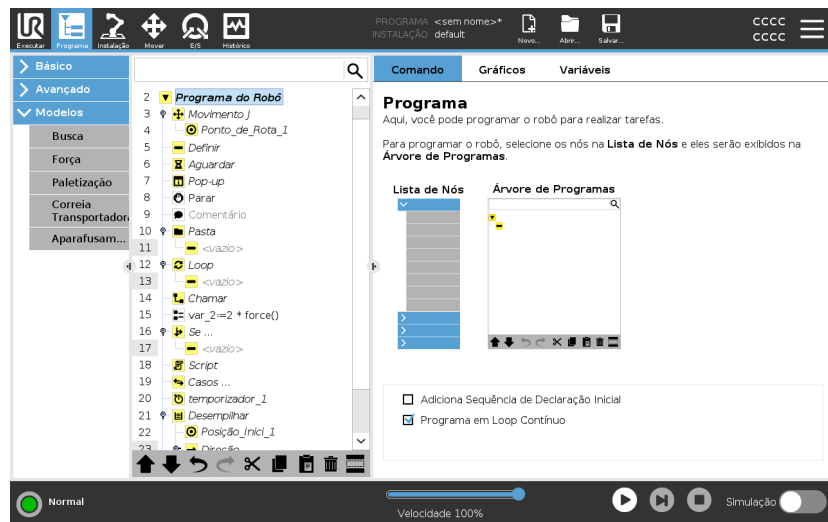 PROGRAMA <sem nome>*
INSTALAÇÃO default
CCCC
CCCC
Executar
Programa
Instalação
Mover
E/S
Histórico
Novo...
Abrir...
Salvar...
Básico
Avançado
Modelos
Busca
Força
Paletização
Correia
Transportador
Aparafusam...
2 Programa do Robô
3 Movimento J
4 Ponto_de_Rota_1
5 Definir
6 Aguardar
7 Pop-up
8 Parar
9 Comentário
10 Pasta
11 <vazio>
12 Loop
13 <vazio>
14 Chamar
15 var_2≔2 * force()
16 Se ...
17 <vazio>
18 Script
19 Casos ...
20 temporizador_1
21 Desempilhar
22 Posição_Inici_1
23 Direção
Comando
Gráficos
Variáveis
Programa
Aqui, você pode programar o robô para realizar tarefas.
Para programar o robô, selecione os nós na Lista de Nós e eles serão exibidos na
Árvore de Programas.
Lista de Nós
Árvore de Programas
Adiciona Sequência de Declaração Inicial
Programa em Loop Contínuo
Normal
Velocidade 100%
Simulação